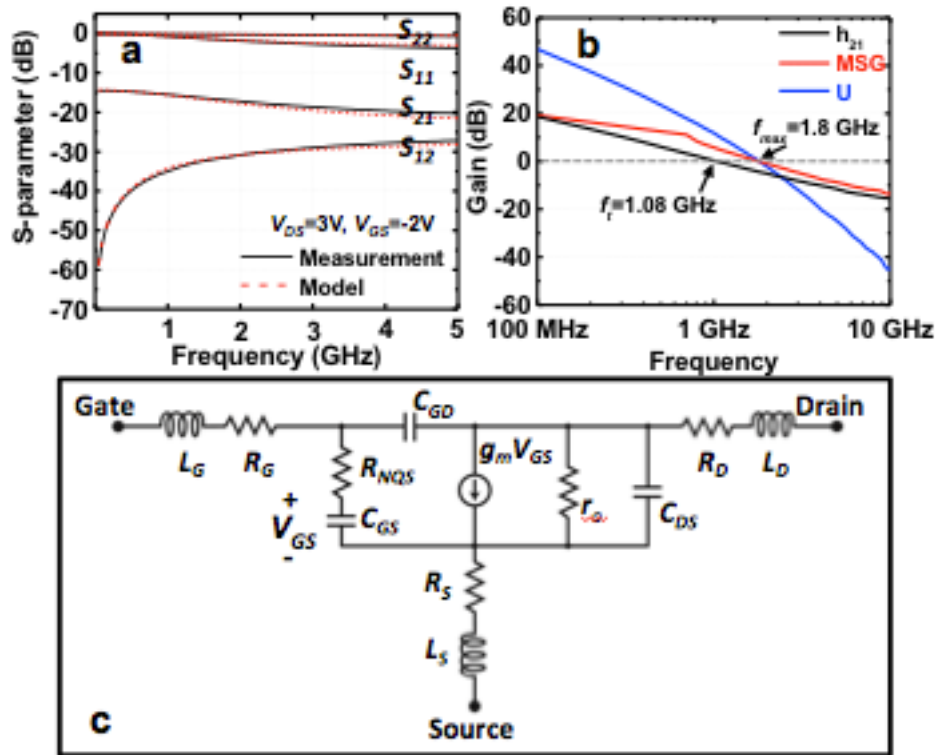 a
S-parameter (dB)
0
-10
-20
-30
-40
-50
-60
-70
S22
S11
S21
S12
VDS=3V, VGS=-2V
Measurement
Model
1
2
3
4
5
Frequency (GHz)
b
Gain (dB)
60
40
20
0
-20
-40
-60
h21
MSG
U
fmax=1.8 GHz
fT=1.08 GHz
100 MHz
1 GHz
10 GHz
Frequency
Gate
CGD
Drain
LG
RG
RNQS
gmVGS
RD
LD
+
VGS
-
CGS
ro
CDS
RS
LS
c
Source